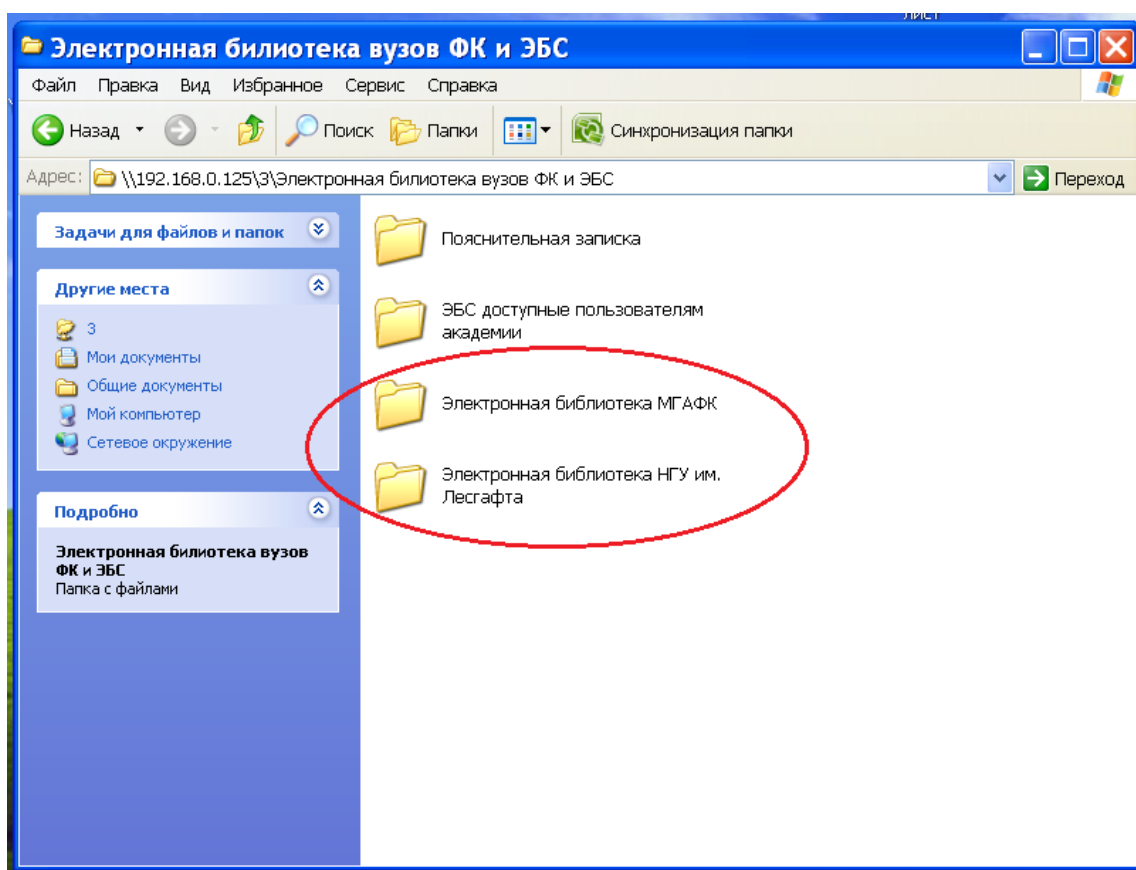 лист
Электронная билиотека вузов ФК и ЭБС
Файл Правка Вид Избранное Сервис Справка
Назад Поиск Папки Синхронизация папки
Адрес: \\192.168.0.125\3\Электронная билиотека вузов ФК и ЭБС Переход
Задачи для файлов и папок
Другие места
3
Мои документы
Общие документы
Мой компьютер
Сетевое окружение
Подробно
Электронная билиотека вузов
ФК и ЭБС
Папка с файлами
Пояснительная записка
ЭБС доступные пользователям
академии
Электронная библиотека МГАФК
Электронная библиотека НГУ им.
Лесгафта